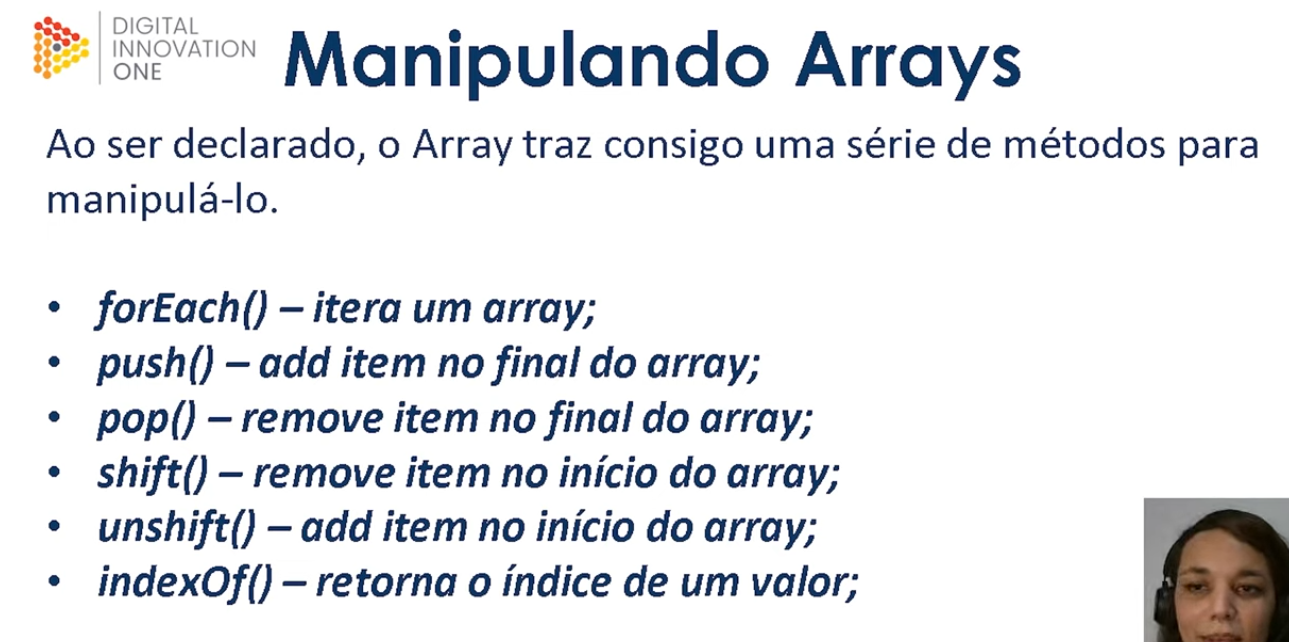 DIGITAL
INNOVATION
ONE
Manipulando Arrays
Ao ser declarado, o Array traz consigo uma série de métodos para
manipulá-lo.
• forEach() – itera um array;
• push() – add item no final do array;
• pop() – remove item no final do array;
• shift() – remove item no início do array;
• unshift() – add item no início do array;
• indexOf() – retorna o índice de um valor;